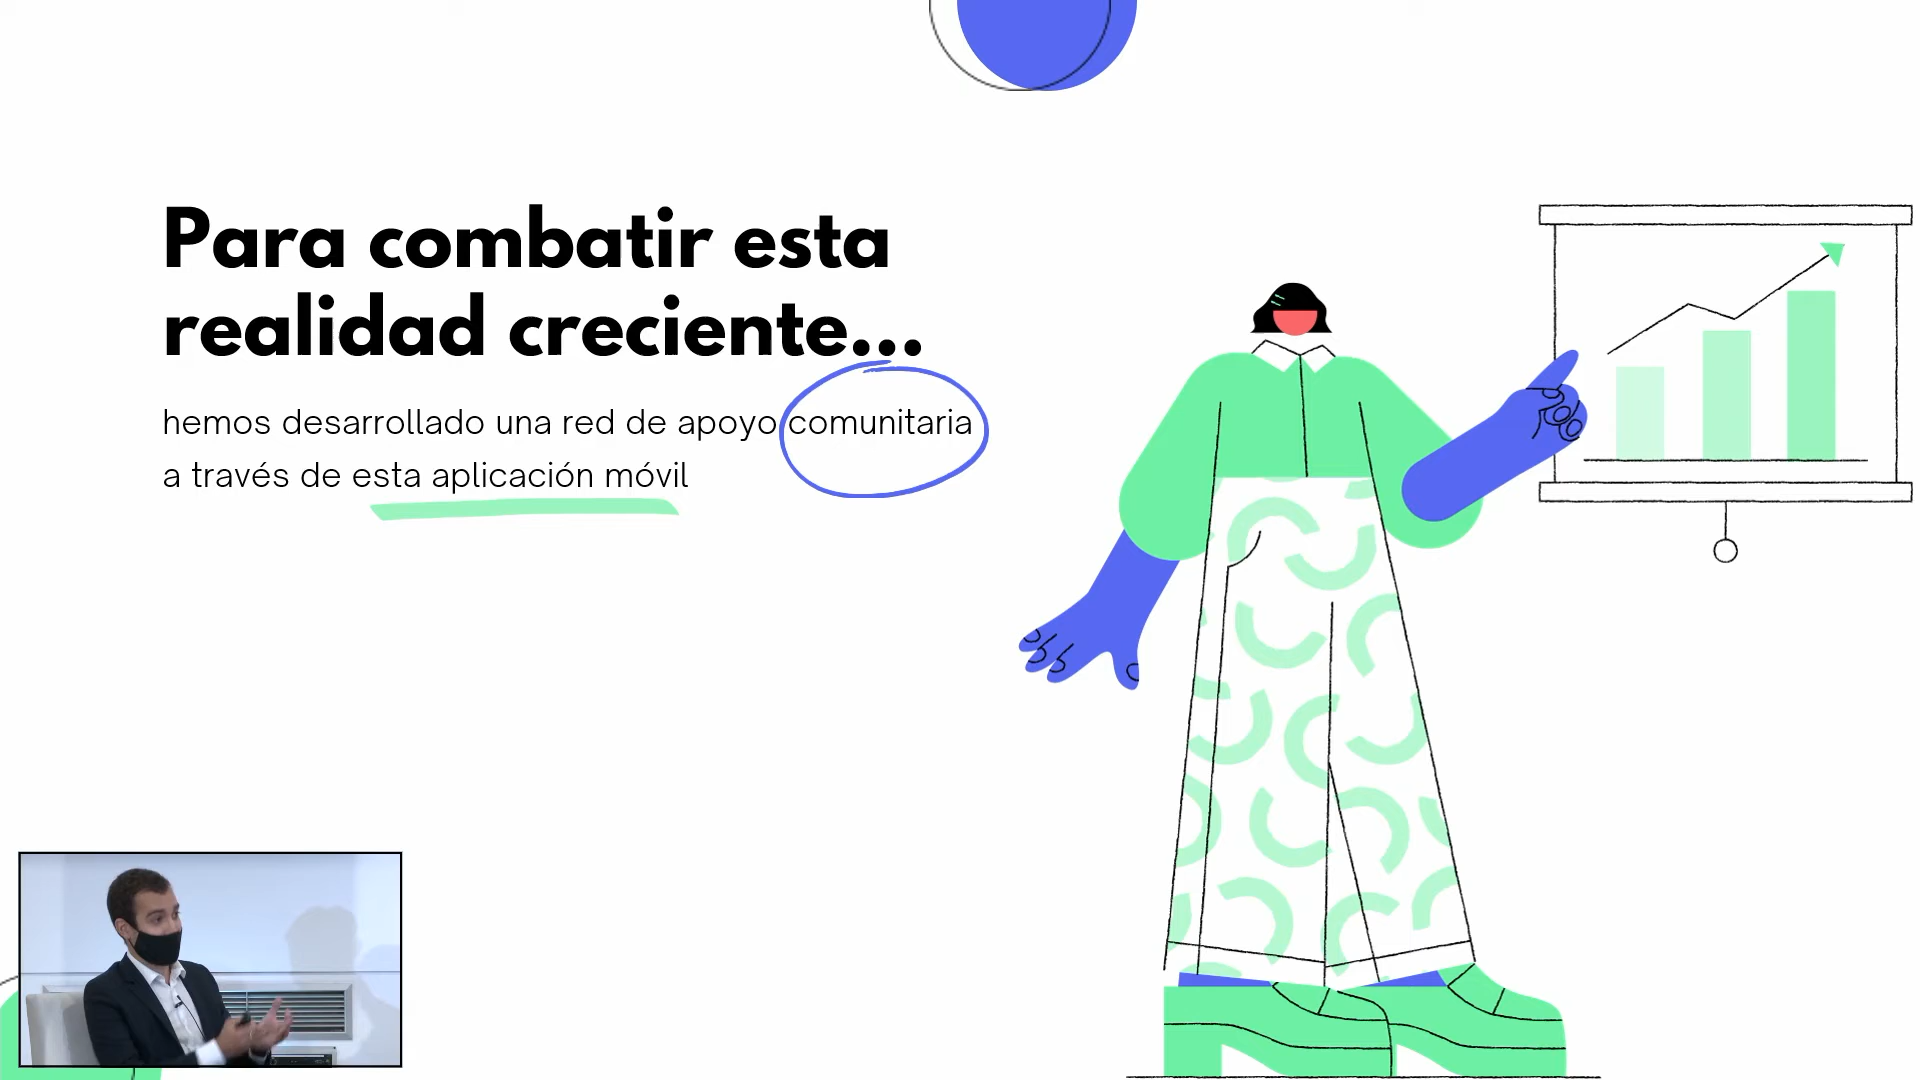 Para combatir esta
realidad creciente...
hemos desarrollado una red de apoyo comunitaria
a través de esta aplicación móvil